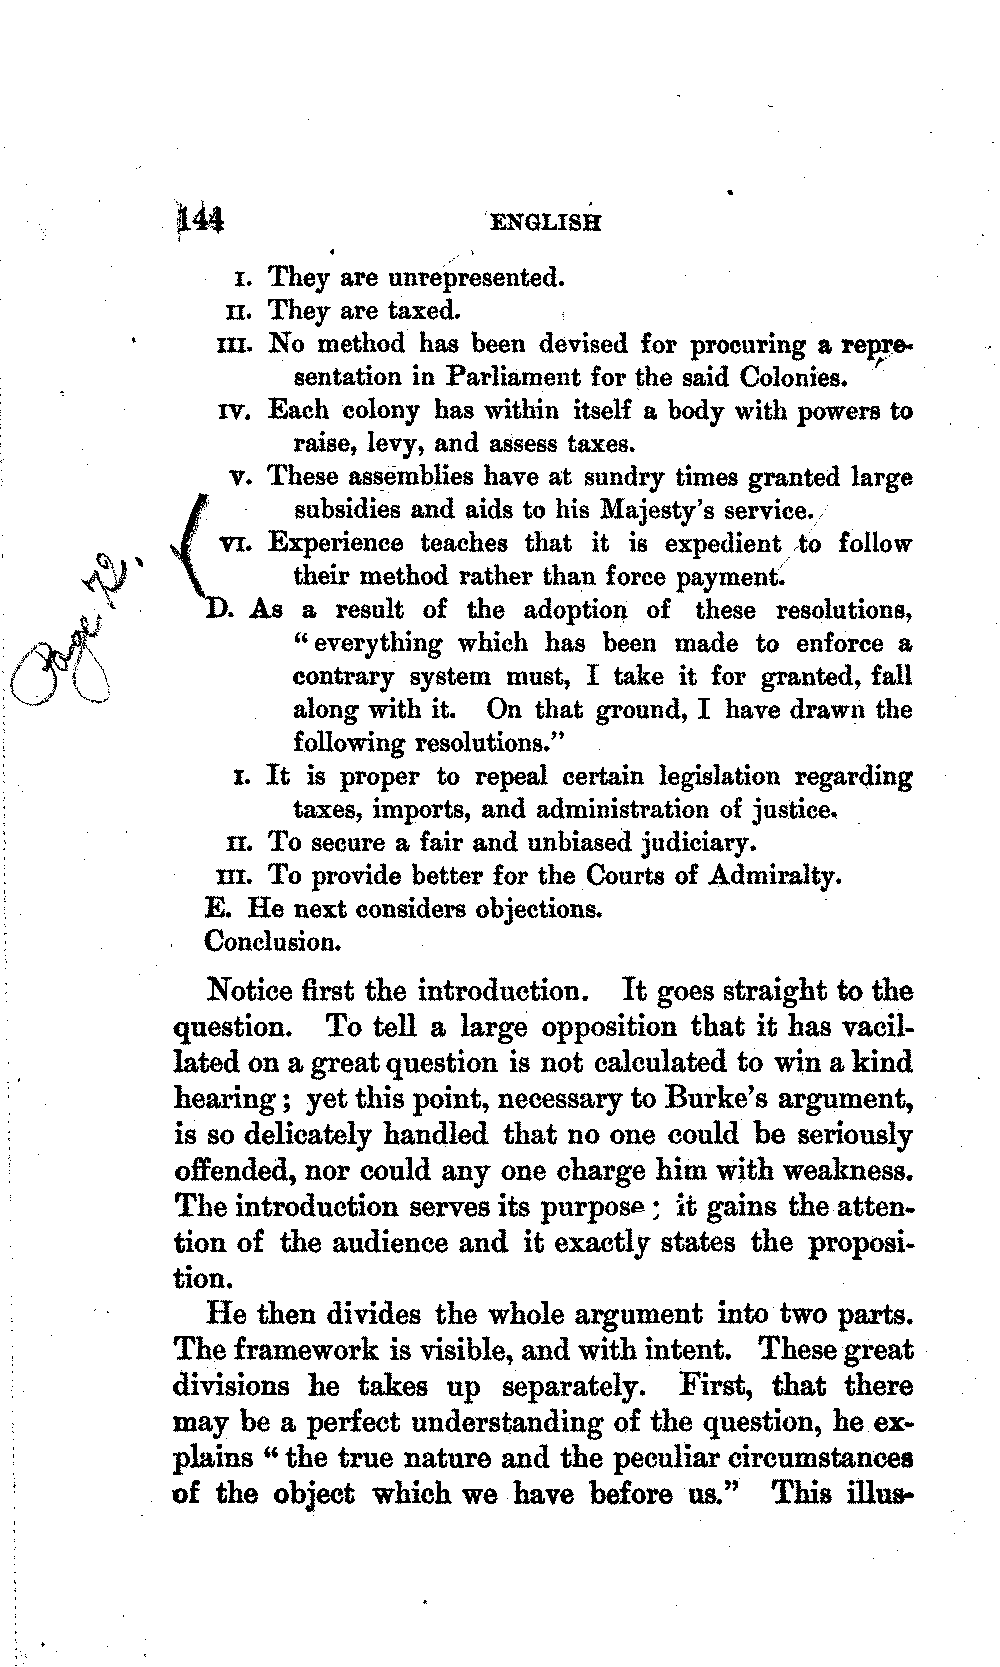 144 ENGLISH
I. They are unrepresented.
II. They are taxed.
III. No method has been devised for procuring a repre-
sentation in Parliament for the said Colonies.
IV. Each colony has within itself a body with powers to
raise, levy, and assess taxes.
V. These assemblies have at sundry times granted large
subsidies and aids to his Majesty's service.
VI. Experience teaches that it is expedient to follow
their method rather than force payment.
Page 72.
D. As a result of the adoption of these resolutions,
"everything which has been made to enforce a
contrary system must, I take it for granted, fall
along with it. On that ground, I have drawn the
following resolutions."
I. It is proper to repeal certain legislation regarding
taxes, imports, and administration of justice.
II. To secure a fair and unbiased judiciary.
III. To provide better for the Courts of Admiralty.
E. He next considers objections.
Conclusion.
Notice first the introduction. It goes straight to the
question. To tell a large opposition that it has vacil-
lated on a great question is not calculated to win a kind
hearing; yet this point, necessary to Burke's argument,
is so delicately handled that no one could be seriously
offended, nor could any one charge him with weakness.
The introduction serves its purpose; it gains the atten-
tion of the audience and it exactly states the proposi-
tion.
He then divides the whole argument into two parts.
The framework is visible, and with intent. These great
divisions he takes up separately. First, that there
may be a perfect understanding of the question, he ex-
plains "the true nature and the peculiar circumstances
of the object which we have before us." This illus-